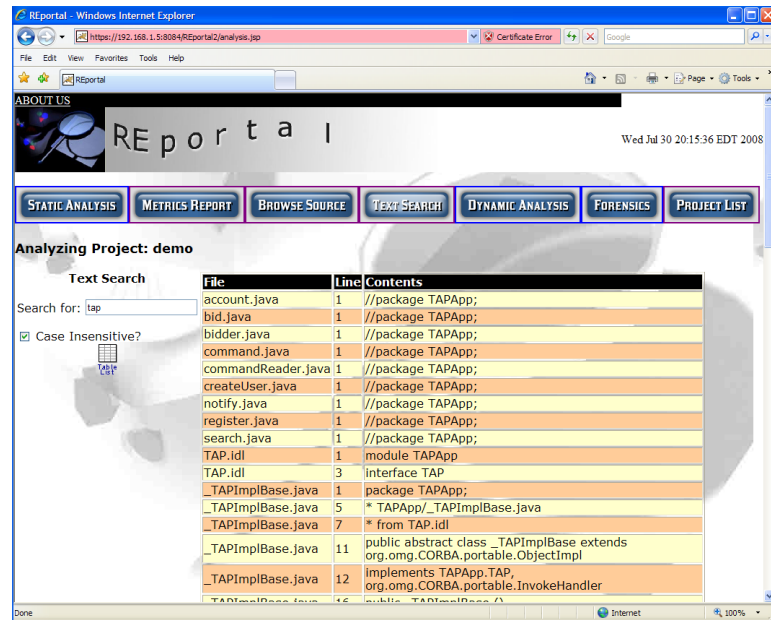 REportal - Windows Internet Explorer
https://192.168.1.5:8084/REportal2/analysis.jsp
Certificate Error
Google
File Edit View Favorites Tools Help
REportal
Page
Tools
ABOUT US
REportal
Wed Jul 30 20:15:36 EDT 2008
STATIC ANALYSIS
METRICS REPORT
BROWSE SOURCE
TEXT SEARCH
DYNAMIC ANALYSIS
FORENSICS
PROJECT LIST
Analyzing Project: demo
Text Search
Search for: tap
Case Insensitive?
Table
List
File Line Contents
account.java 1 //package TAPApp;
bid.java 1 //package TAPApp;
bidder.java 1 //package TAPApp;
command.java 1 //package TAPApp;
commandReader.java 1 //package TAPApp;
createUser.java 1 //package TAPApp;
notify.java 1 //package TAPApp;
register.java 1 //package TAPApp;
search.java 1 //package TAPApp;
TAP.idl 1 module TAPApp
TAP.idl 3 interface TAP
_TAPImplBase.java 1 package TAPApp;
_TAPImplBase.java 5 * TAPApp/_TAPImplBase.java
_TAPImplBase.java 7 * from TAP.idl
_TAPImplBase.java 11 public abstract class _TAPImplBase extends
org.omg.CORBA.portable.ObjectImpl
_TAPImplBase.java 12 implements TAPApp.TAP,
org.omg.CORBA.portable.InvokeHandler
_TAPImplBase.java 16 public _TAPImplBase ()
Done
Internet
100%